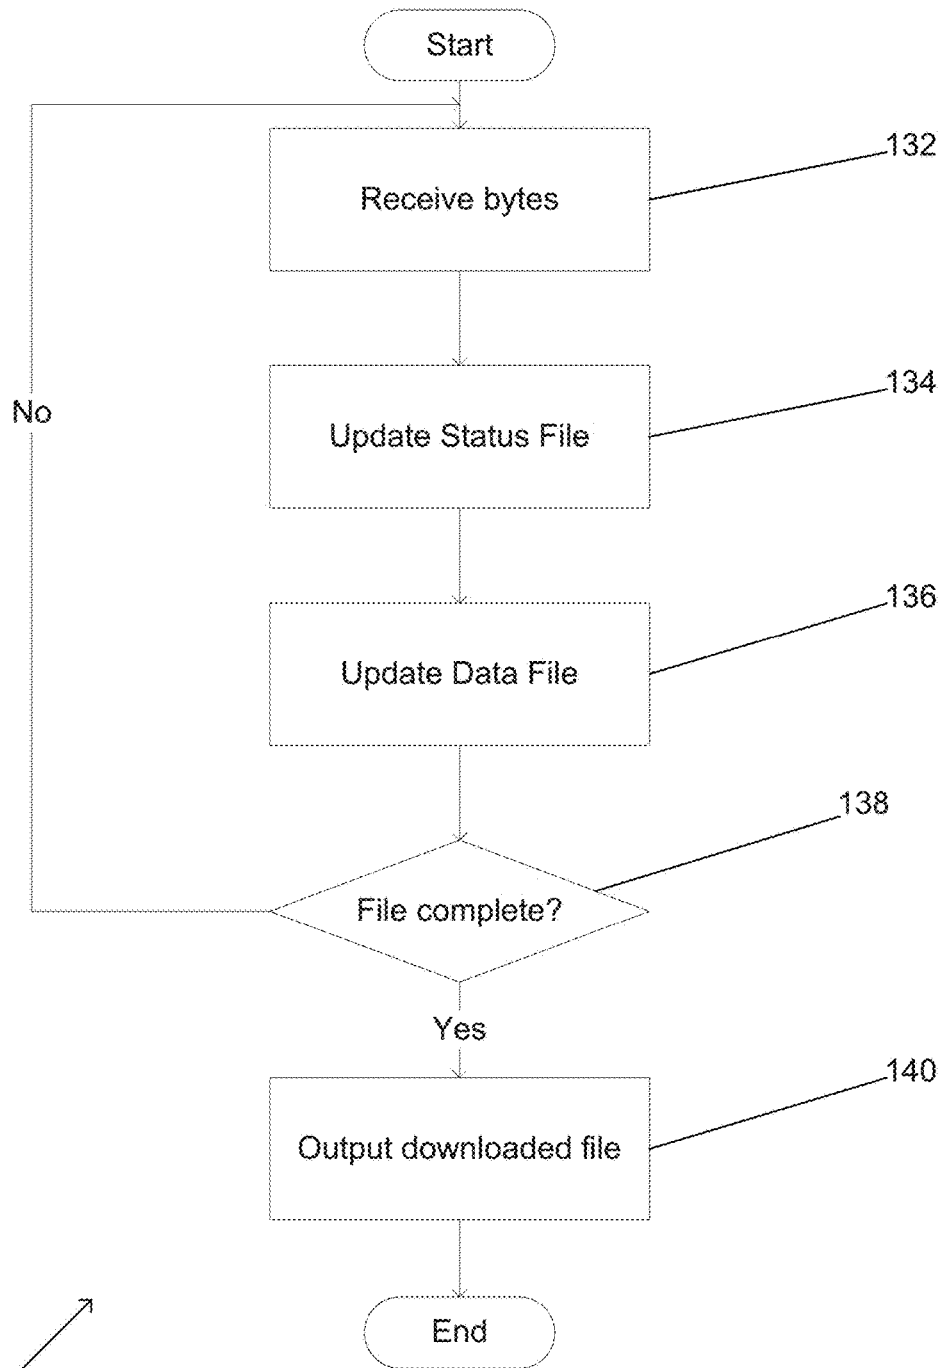 Start
132
Receive bytes
134
No
Update Status File
136
Update Data File
138
File complete?
Yes
140
Output downloaded file
End